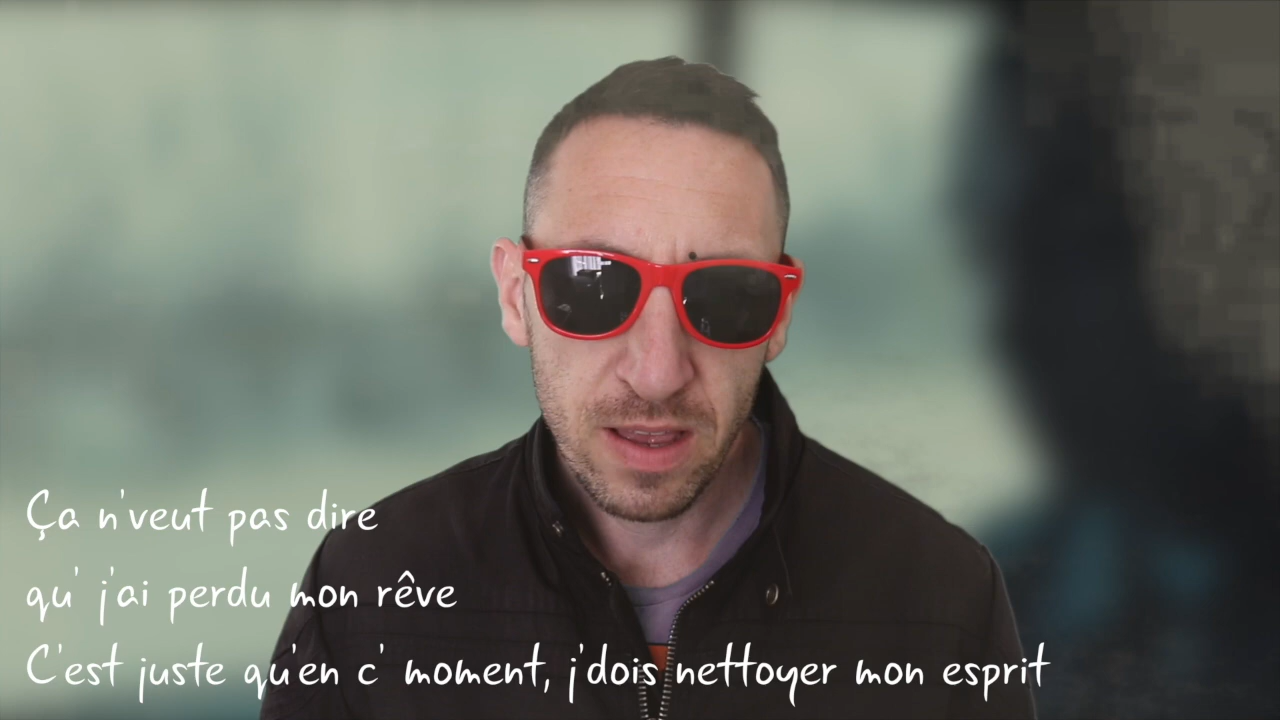 Ça n'veut pas dire
qu' j'ai perdu mon rêve
C'est juste qu'en c' moment, j'dois nettoyer mon esprit